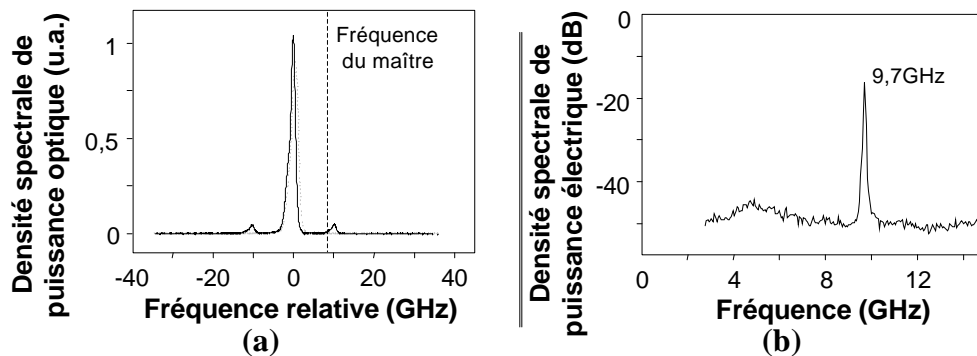 Densité spectrale de
puissance optique (u.a.)
1
0,5
0
Fréquence
du maître
-40
-20
0
20
40
Fréquence relative (GHz)
(a)
Densité spectrale de
puissance électrique (dB)
0
-20
-40
9,7GHz
0
4
8
12
Fréquence (GHz)
(b)